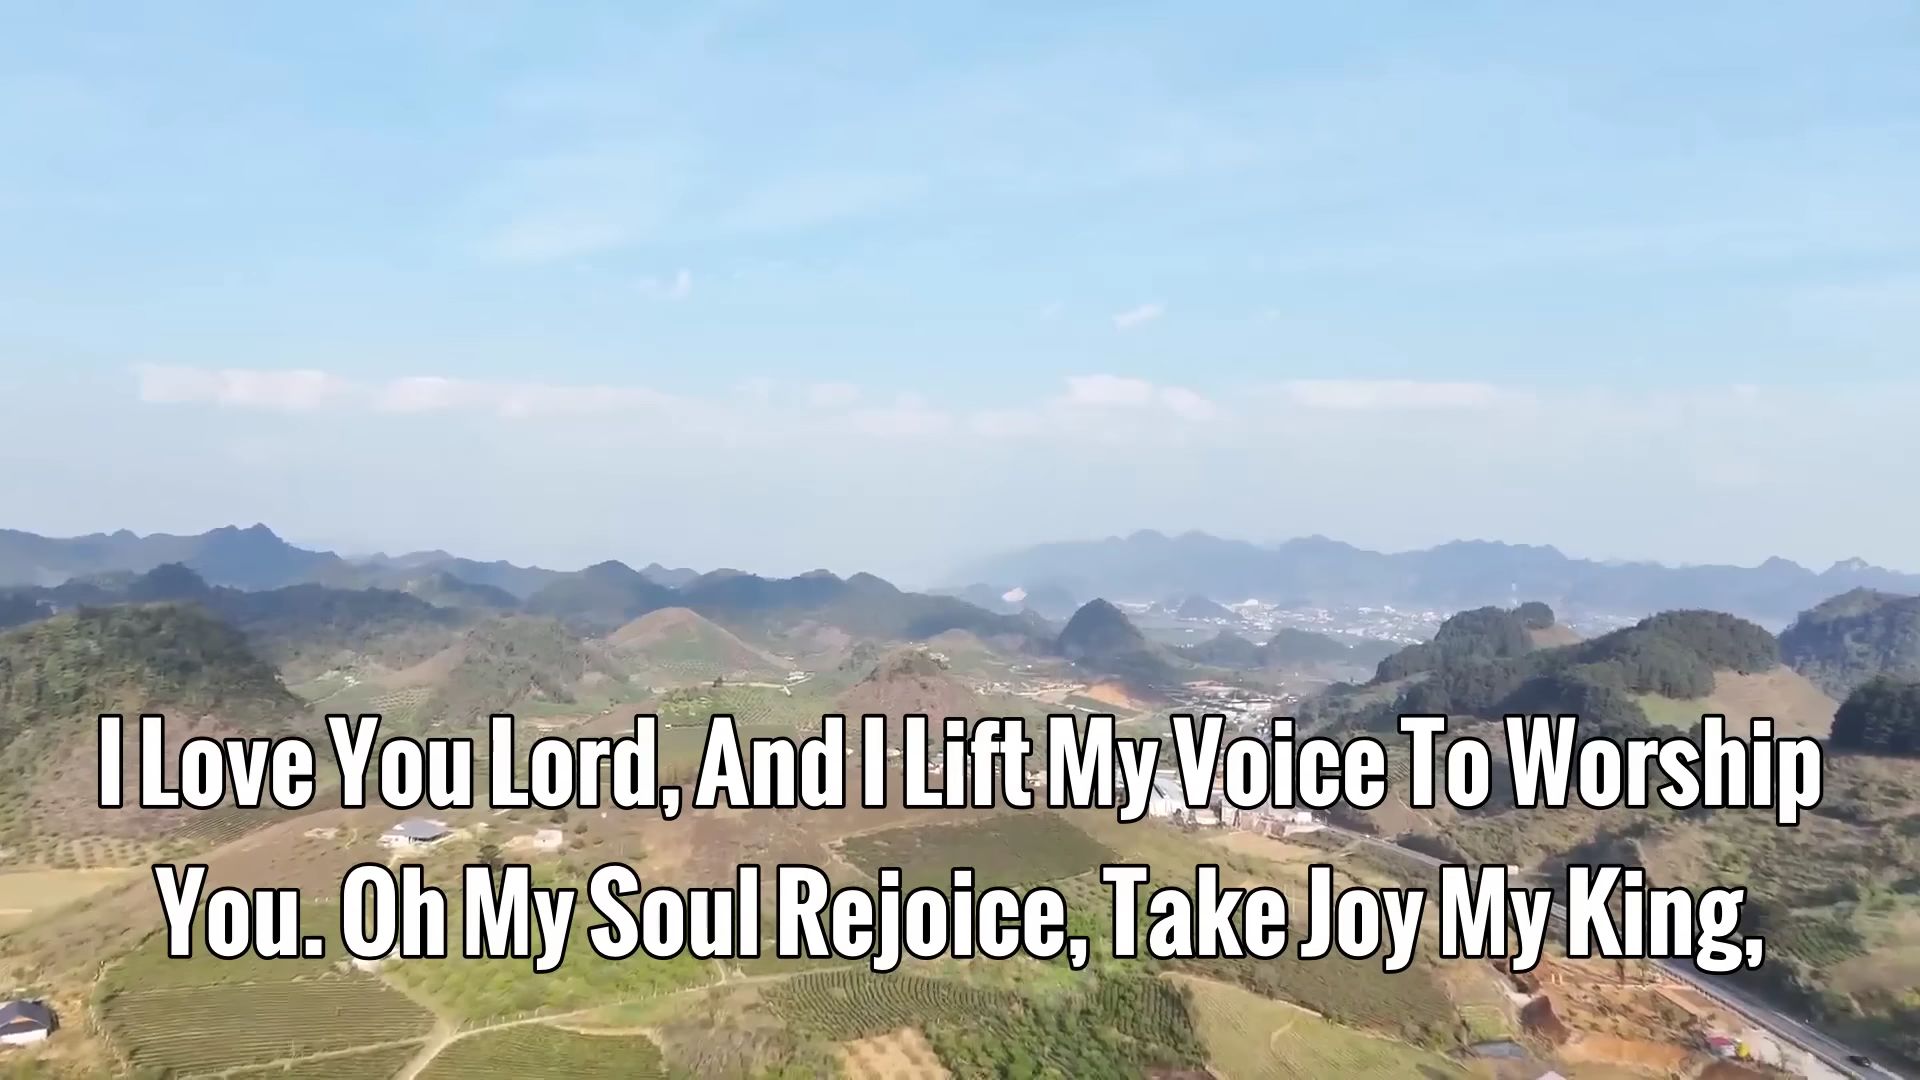 I Love You Lord, And I Lift My Voice To Worship
You. Oh My Soul Rejoice, Take Joy My King,